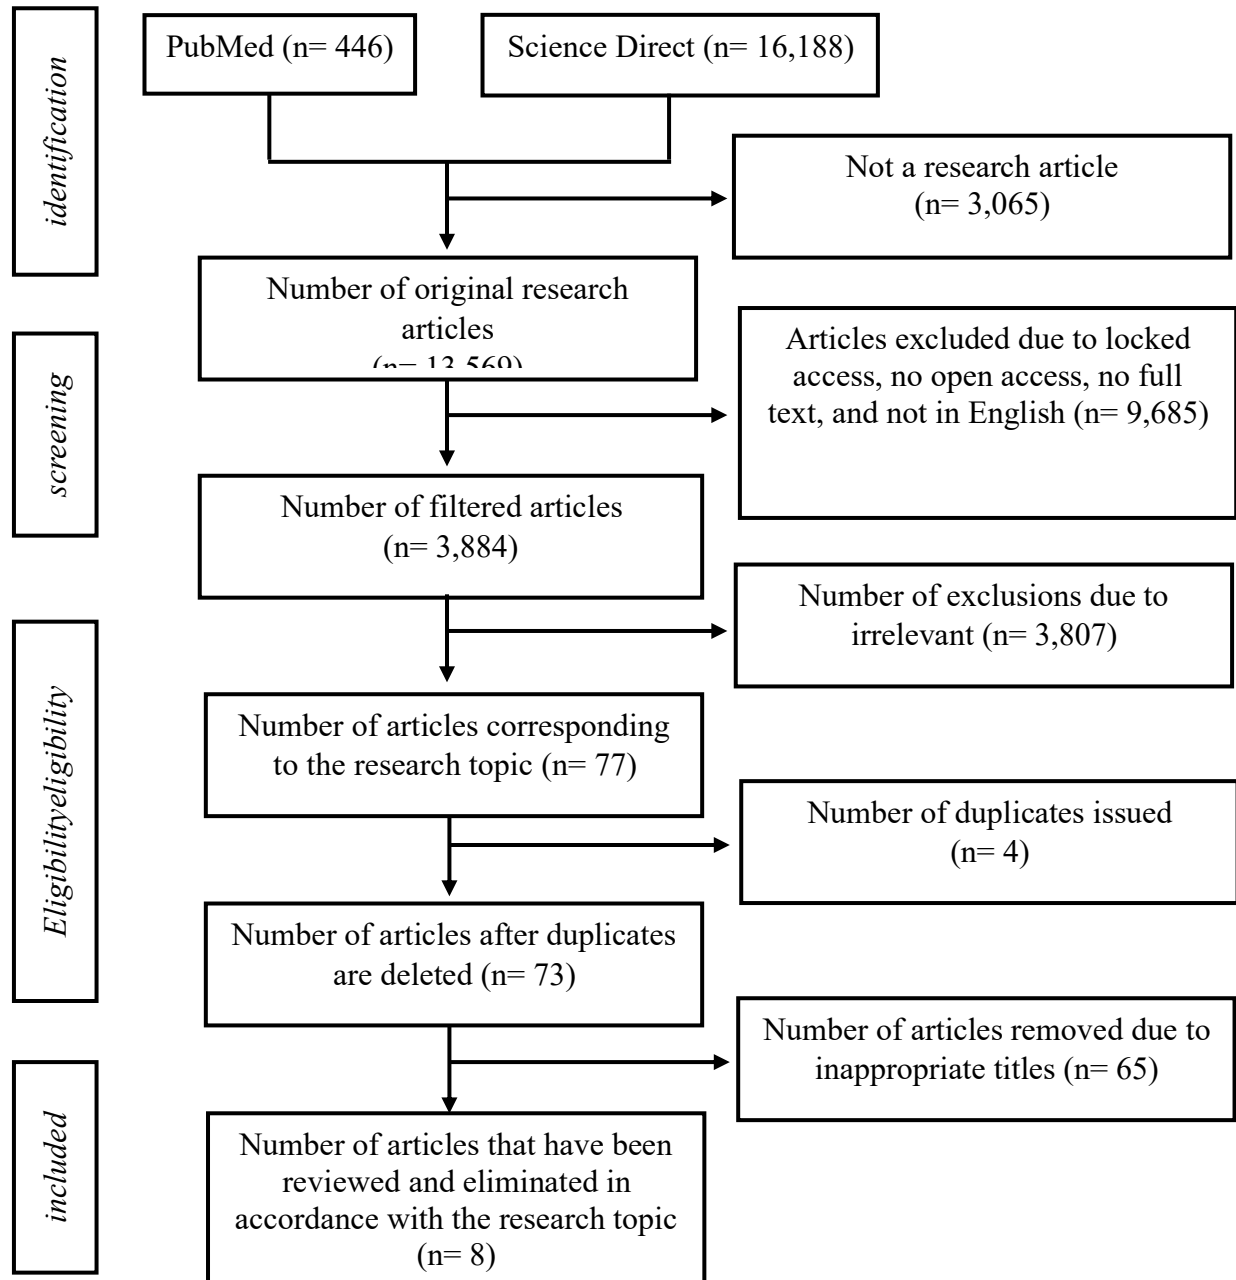 identification
PubMed (n= 446)
Science Direct (n= 16,188)
Not a research article
(n= 3,065)
Number of original research
articles
(n= 13,569)
screening
Articles excluded due to locked
access, no open access, no full
text, and not in English (n= 9,685)
Number of filtered articles
(n= 3,884)
Number of exclusions due to
irrelevant (n= 3,807)
Eligibilityeligibility
Number of articles corresponding
to the research topic (n= 77)
Number of duplicates issued
(n= 4)
Number of articles after duplicates
are deleted (n= 73)
Number of articles removed due to
inappropriate titles (n= 65)
included
Number of articles that have been
reviewed and eliminated in
accordance with the research topic
(n= 8)